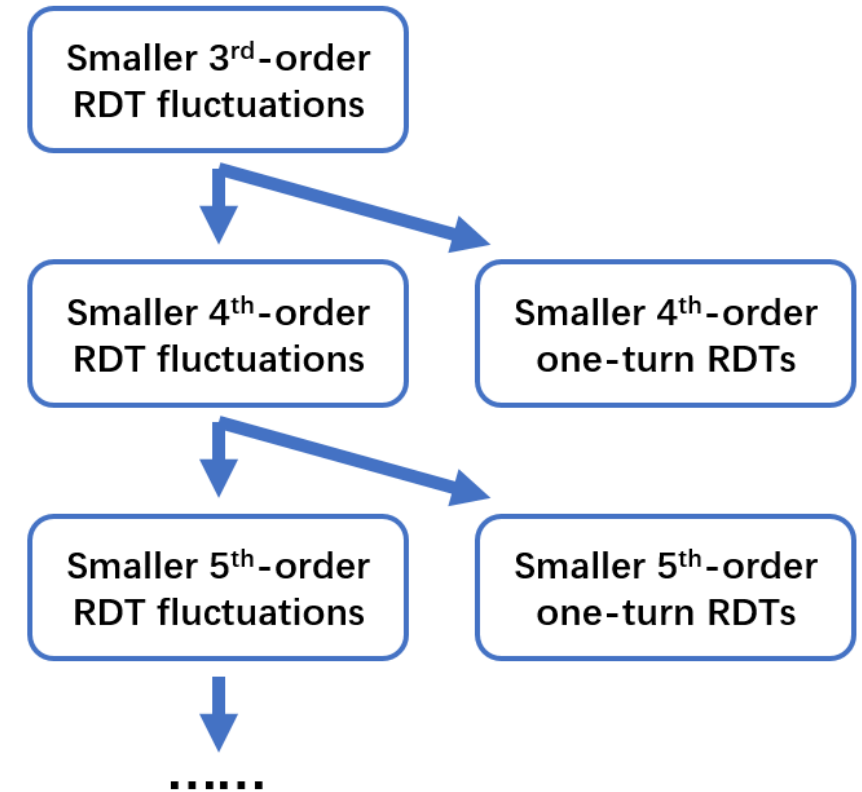 Smaller 3rd-order
RDT fluctuations
Smaller 4th-order
RDT fluctuations
Smaller 4th-order
one-turn RDTs
Smaller 5th-order
RDT fluctuations
Smaller 5th-order
one-turn RDTs
......